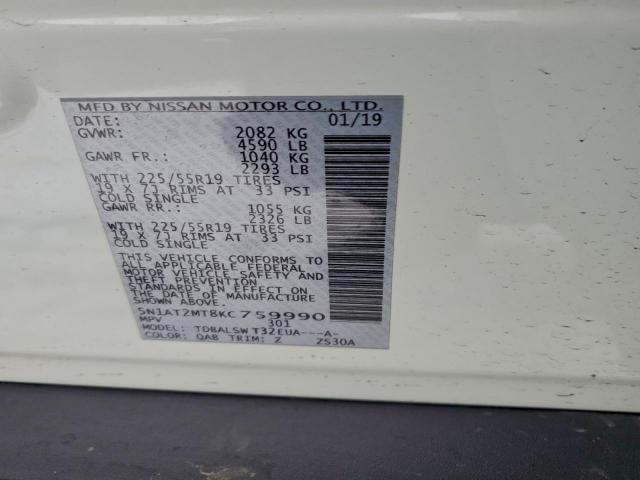 MFD BY NISSAN MOTOR CO., LTD.
DATE: 01/19
GVWR: 2082 KG
4590 LB
GAWR FR.: 1040 KG
2293 LB
WITH 225/55R19 TIRES
19 X 7J RIMS AT 33 PSI
COLD SINGLE
GAWR RR.: 1055 KG
2326 LB
WITH 225/55R19 TIRES
19 X 7J RIMS AT 33 PSI
COLD SINGLE
THIS VEHICLE CONFORMS TO
ALL APPLICABLE FEDERAL
MOTOR VEHICLE SAFETY AND
THEFT PREVENTION
STANDARDS IN EFFECT ON
THE DATE OF MANUFACTURE
SHOWN ABOVE
5N1AT2MT8KC759990
MPV 301
MODEL: TDBALSW T32EUA---A-
COLOR: QAB TRIM: Z ZS30A